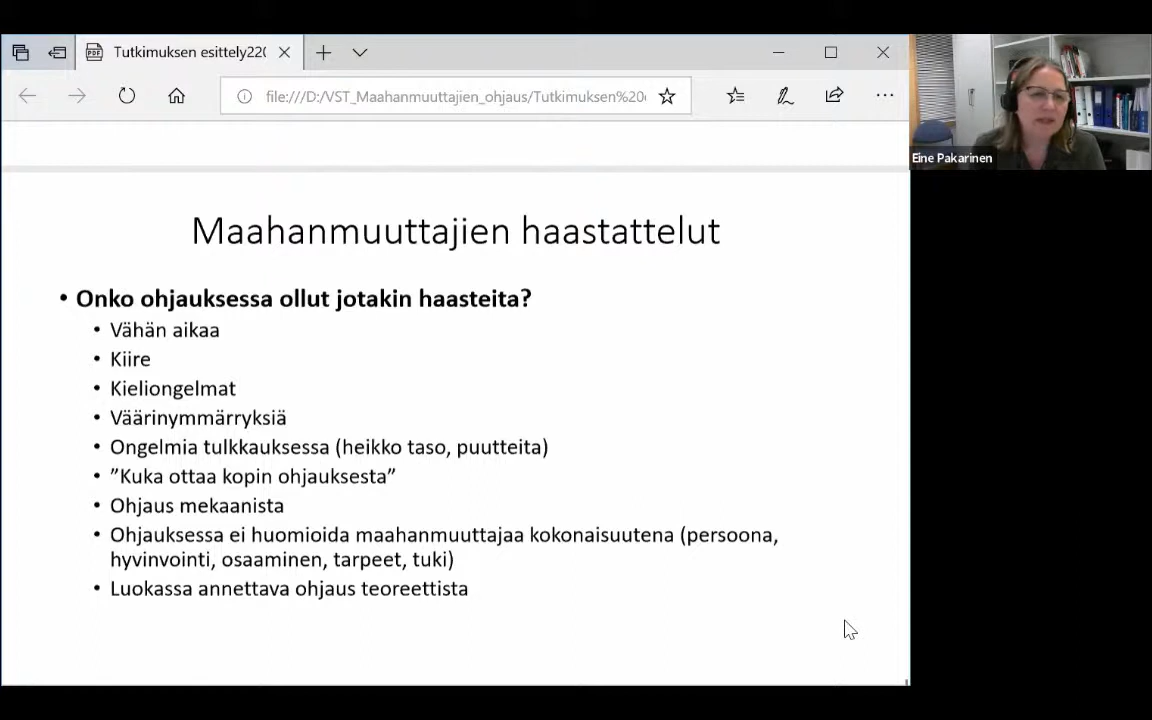 Tutkimuksen esittely220
file:///D:/VST_Maahanmuuttajien_ohjaus/Tutkimuksen%20
Eine Pakarinen
Maahanmuuttajien haastattelut
• Onko ohjauksessa ollut jotakin haasteita?
• Vähän aikaa
• Kiire
• Kieliongelmat
• Väärinymmärryksiä
• Ongelmia tulkkauksessa (heikko taso, puutteita)
• ”Kuka ottaa kopin ohjauksesta”
• Ohjaus mekaanista
• Ohjauksessa ei huomioida maahanmuuttajaa kokonaisuutena (persoona,
hyvinvointi, osaaminen, tarpeet, tuki)
• Luokassa annettava ohjaus teoreettista